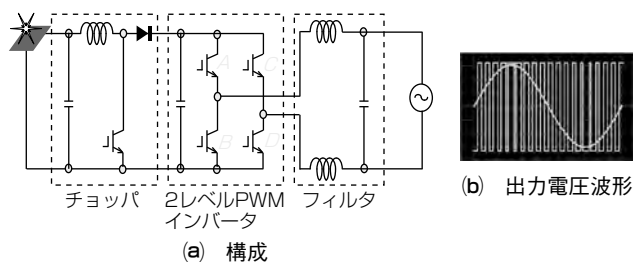 A
C
B
D
チョッパ
2レベルPWM
インバータ
フィルタ
(a) 構成
(b) 出力電圧波形